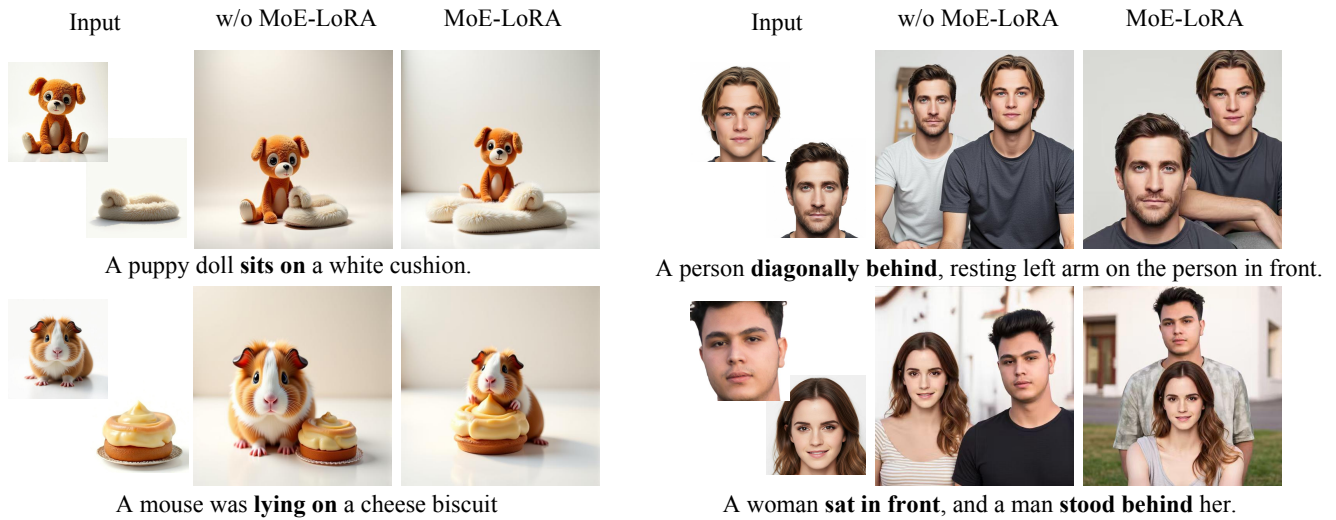 Input w/o MoE-LoRA MoE-LoRA
A puppy doll sits on a white cushion.
A mouse was lying on a cheese biscuit
Input w/o MoE-LoRA MoE-LoRA
A person diagonally behind, resting left arm on the person in front.
A woman sat in front, and a man stood behind her.